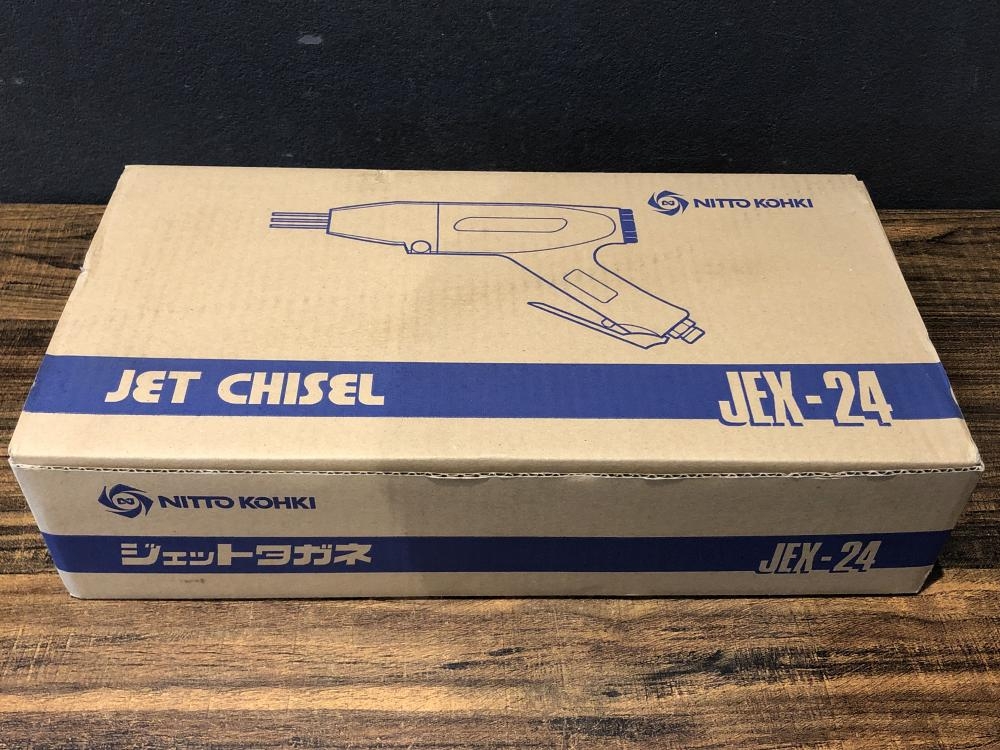 NITTO KOHKI
JET CHISEL
JEX-24
NITTO KOHKI
ジェットタガネ
JEX-24